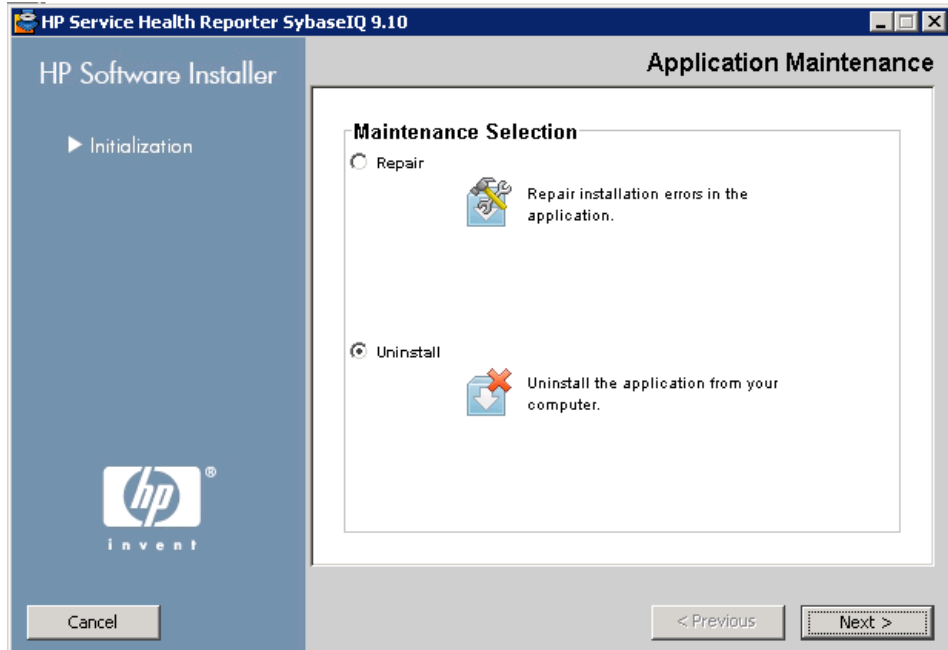 HP Service Health Reporter SybaseIQ 9.10
HP Software Installer
Application Maintenance
Initialization
Maintenance Selection
Repair
Repair installation errors in the
application.
Uninstall
Uninstall the application from your
computer.
hp
®
invent
Cancel
< Previous
Next >